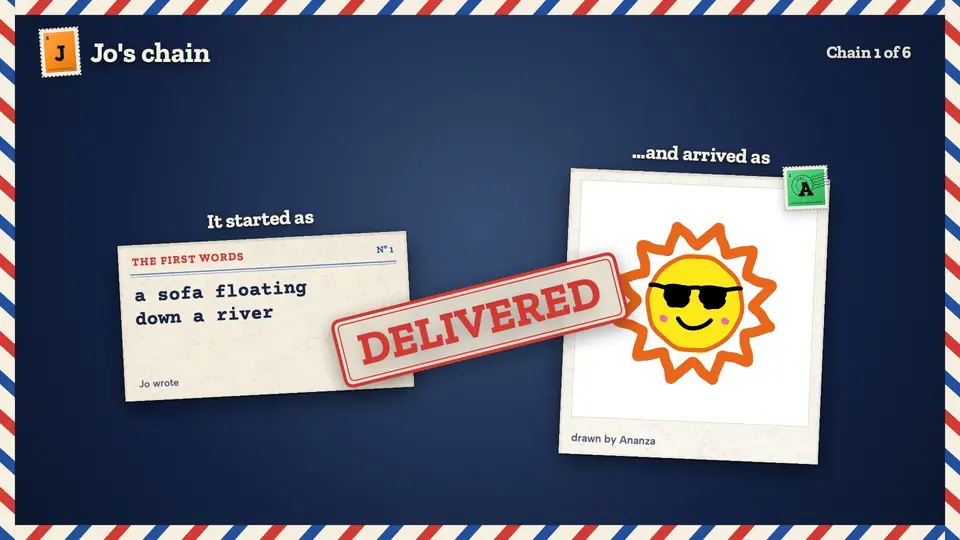 J
Jo's chain
Chain 1 of 6
It started as
THE FIRST WORDS
Nº 1
a sofa floating
down a river
Jo wrote
DELIVERED
...and arrived as
A
drawn by Ananza